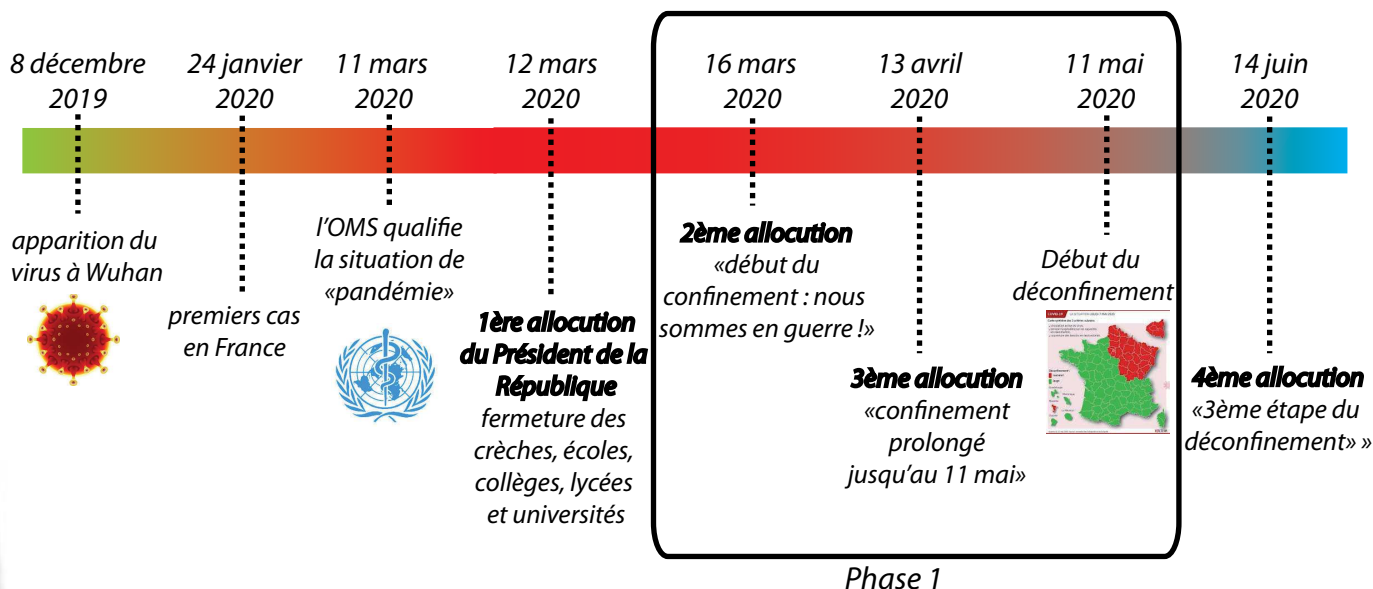 8 décembre
2019
24 janvier
2020
11 mars
2020
12 mars
2020
16 mars
2020
13 avril
2020
11 mai
2020
14 juin
2020
apparition du
virus à Wuhan
premiers cas
en France
l'OMS qualifie
la situation de
«pandémie»
1ère allocution
du Président de la
République
fermeture des
crèches, écoles,
collèges, lycées
et universités
2ème allocution
«début du
confinement : nous
sommes en guerre !»
3ème allocution
«confinement
prolongé
jusqu'au 11 mai»
Début du
déconfinement
4ème allocution
«3ème étape du
déconfinement» »
Phase 1